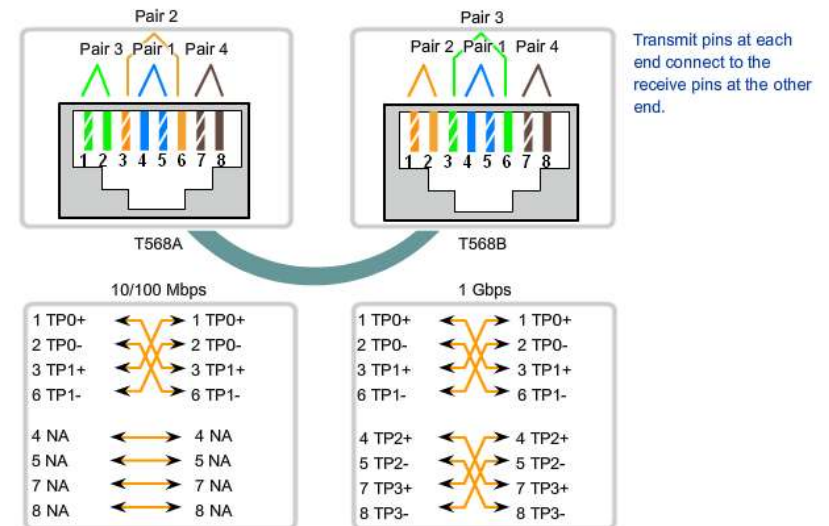 Pair 2
Pair 3 Pair 1 Pair 4
1 2 3 4 5 6 7 8
T568A
Pair 3
Pair 2 Pair 1 Pair 4
1 2 3 4 5 6 7 8
T568B
Transmit pins at each
end connect to the
receive pins at the other
end.
10/100 Mbps
1 TP0+ 1 TP0+
2 TP0- 2 TP0-
3 TP1+ 3 TP1+
6 TP1- 6 TP1-
4 NA 4 NA
5 NA 5 NA
7 NA 7 NA
8 NA 8 NA
1 Gbps
1 TP0+ 1 TP0+
2 TP0- 2 TP0-
3 TP1+ 3 TP1+
6 TP1- 6 TP1-
4 TP2+ 4 TP2+
5 TP2- 5 TP2-
7 TP3+ 7 TP3+
8 TP3- 8 TP3-